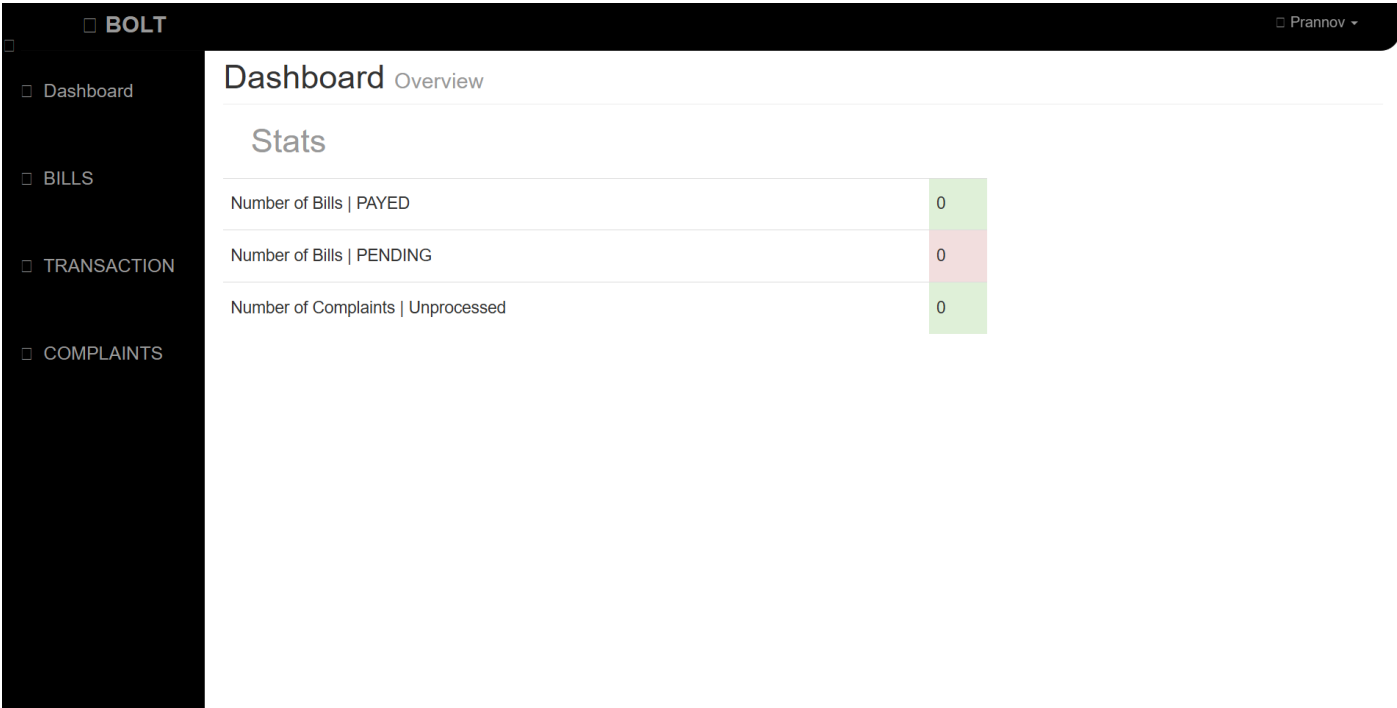 BOLT
Prannov
Dashboard
BILLS
TRANSACTION
COMPLAINTS
Dashboard Overview
Stats
Number of Bills | PAYED 0
Number of Bills | PENDING 0
Number of Complaints | Unprocessed 0